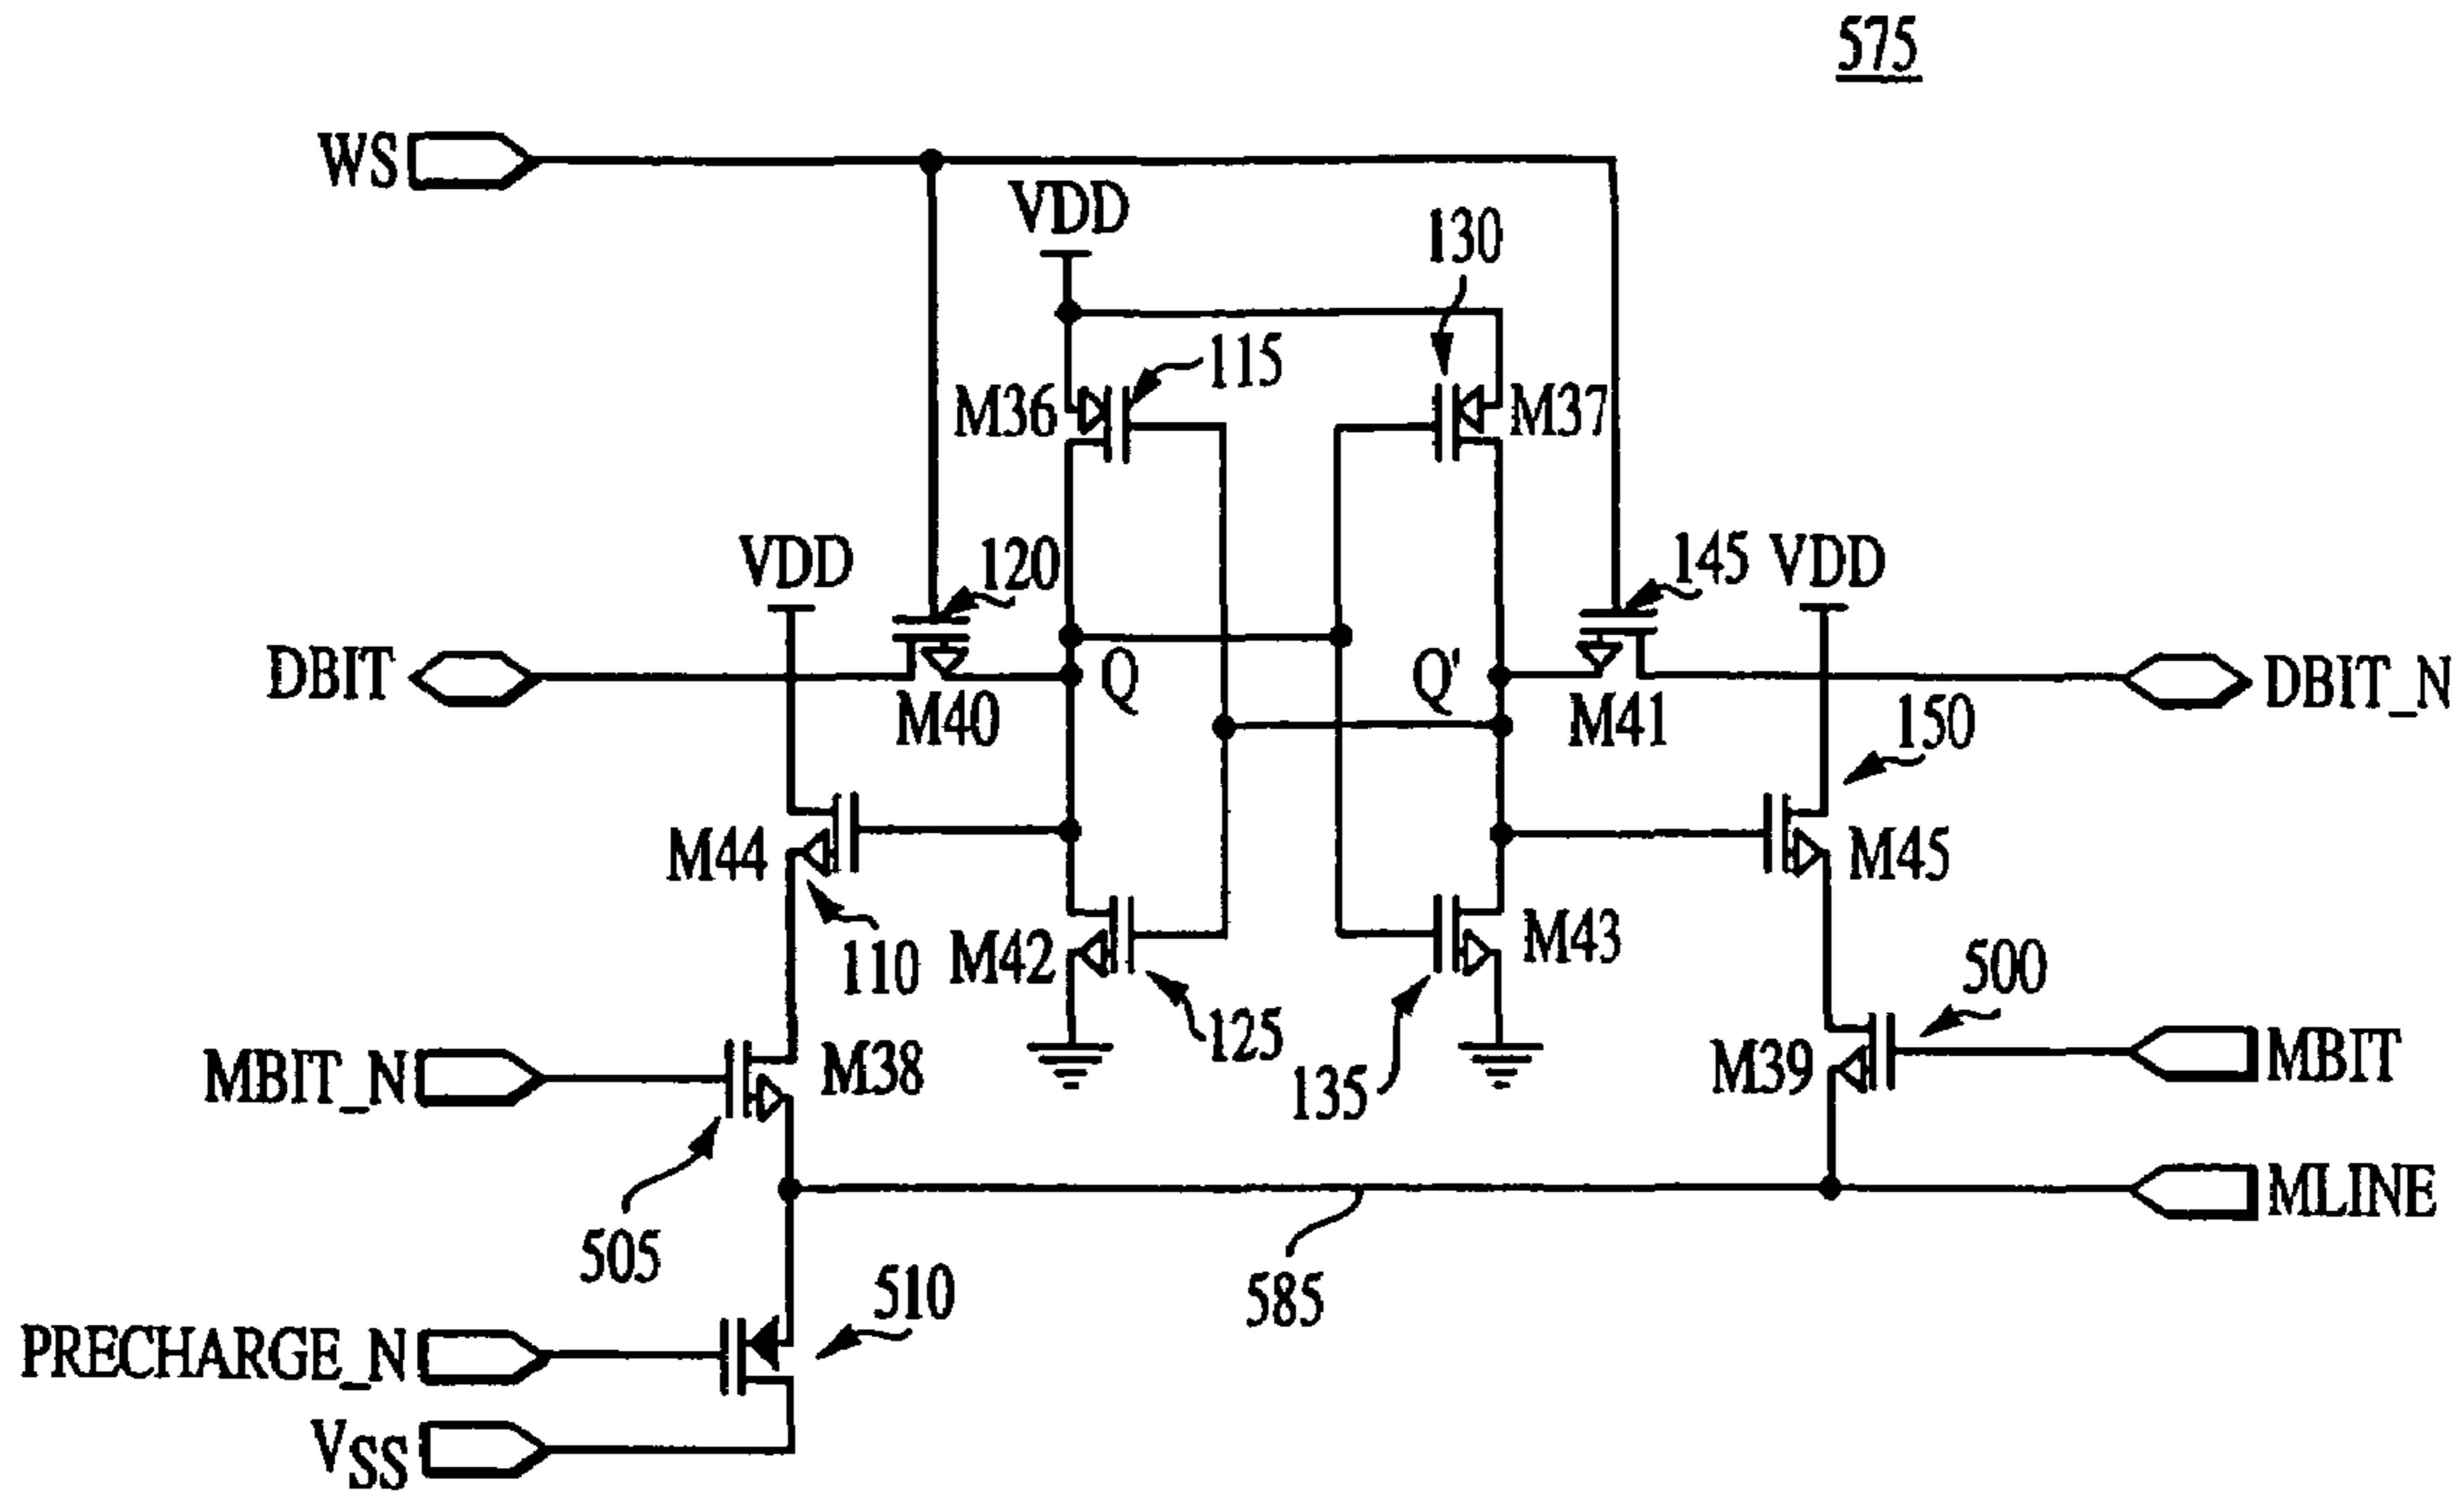 575
WS
VDD
130
115
M36
M37
VDD
120
145
VDD
DBIT
Q
Q'
DBIT_N
M40
M41
150
M44
M45
110
M42
M43
500
125
135
MBIT_N
M38
M39
MBIT
MLINE
505
510
585
PRECHARGE_N
VSS